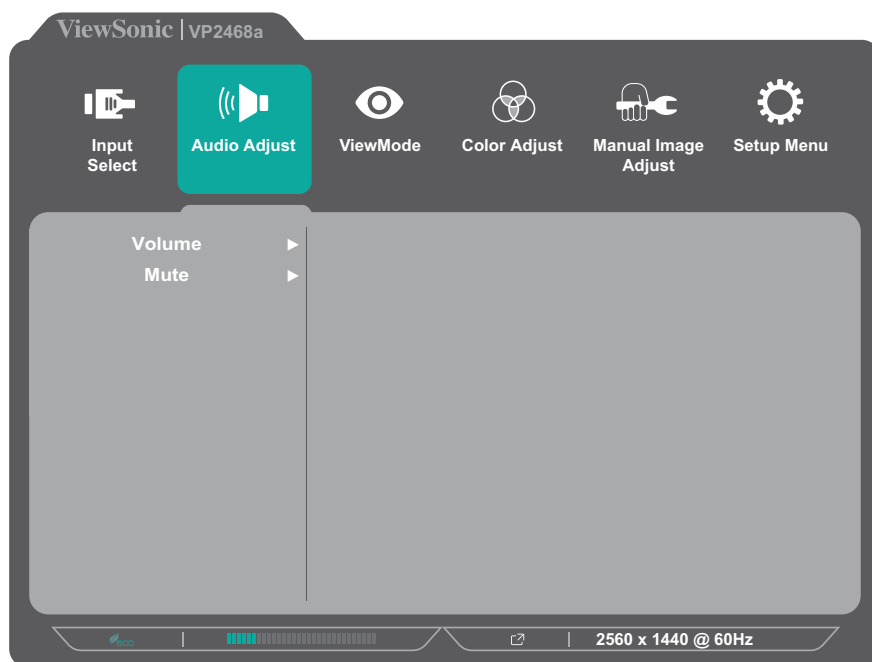 ViewSonic | VP2468a
Input
Select
Audio Adjust
ViewMode
Color Adjust
Manual Image
Adjust
Setup Menu
Volume
Mute
eco
2560 x 1440 @ 60Hz